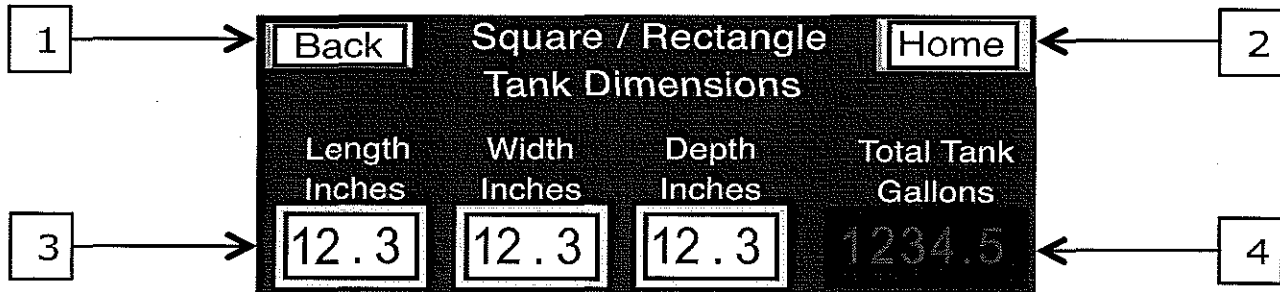 1 Back Square / Rectangle Home 2
Tank Dimensions
Length Width Depth Total Tank
Inches Inches Inches Gallons
3 12.3 12.3 12.3 1234.5 4